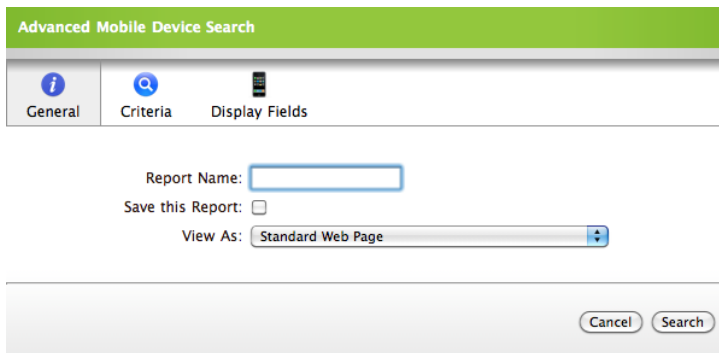 Advanced Mobile Device Search
General Criteria Display Fields
Report Name:
Save this Report:
View As: Standard Web Page
Cancel Search